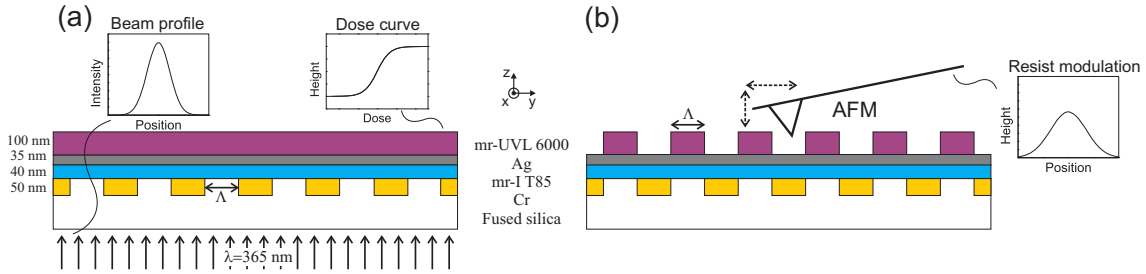 (a)
Beam profile
Intensity
Position
Dose curve
Height
Dose
100 nm
35 nm
40 nm
50 nm
Λ
λ=365 nm
z
x
y
mr-UVL 6000
Ag
mr-I T85
Cr
Fused silica
(b)
Λ
AFM
Resist modulation
Height
Position